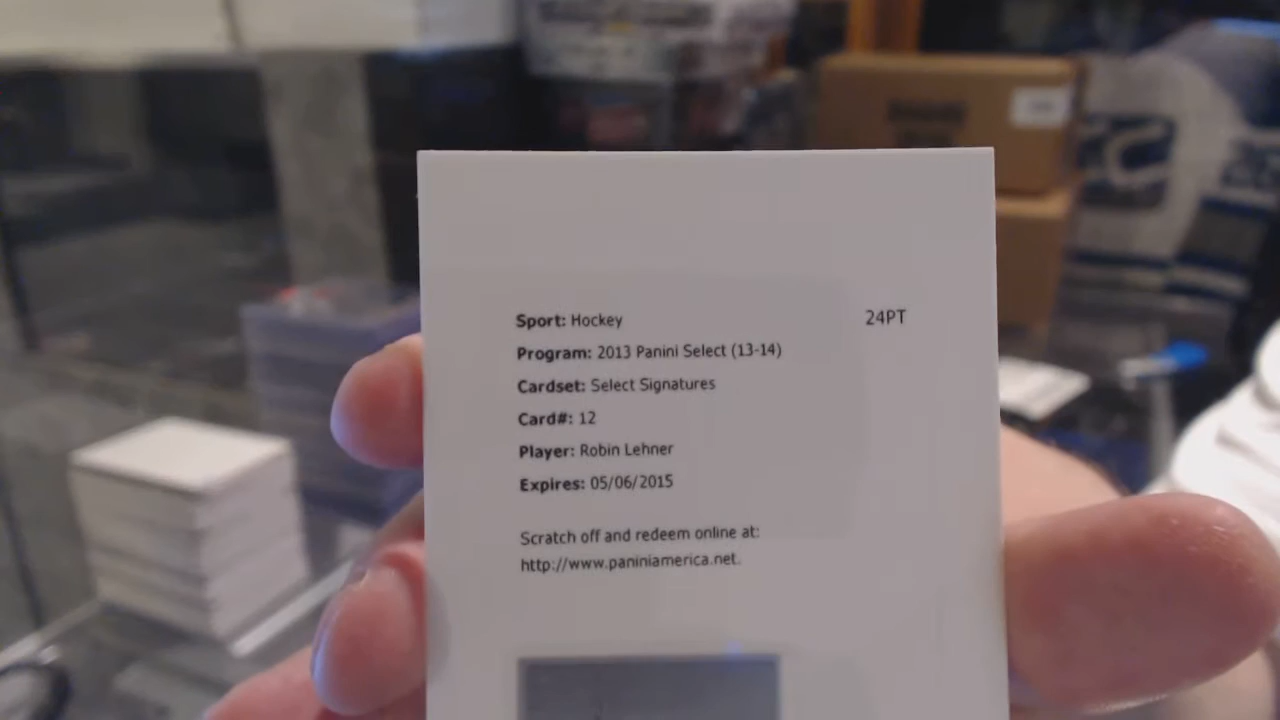 Sport: Hockey 24PT
Program: 2013 Panini Select (13-14)
Cardset: Select Signatures
Card#: 12
Player: Robin Lehner
Expires: 05/06/2015
Scratch off and redeem online at:
http://www.paniniamerica.net.